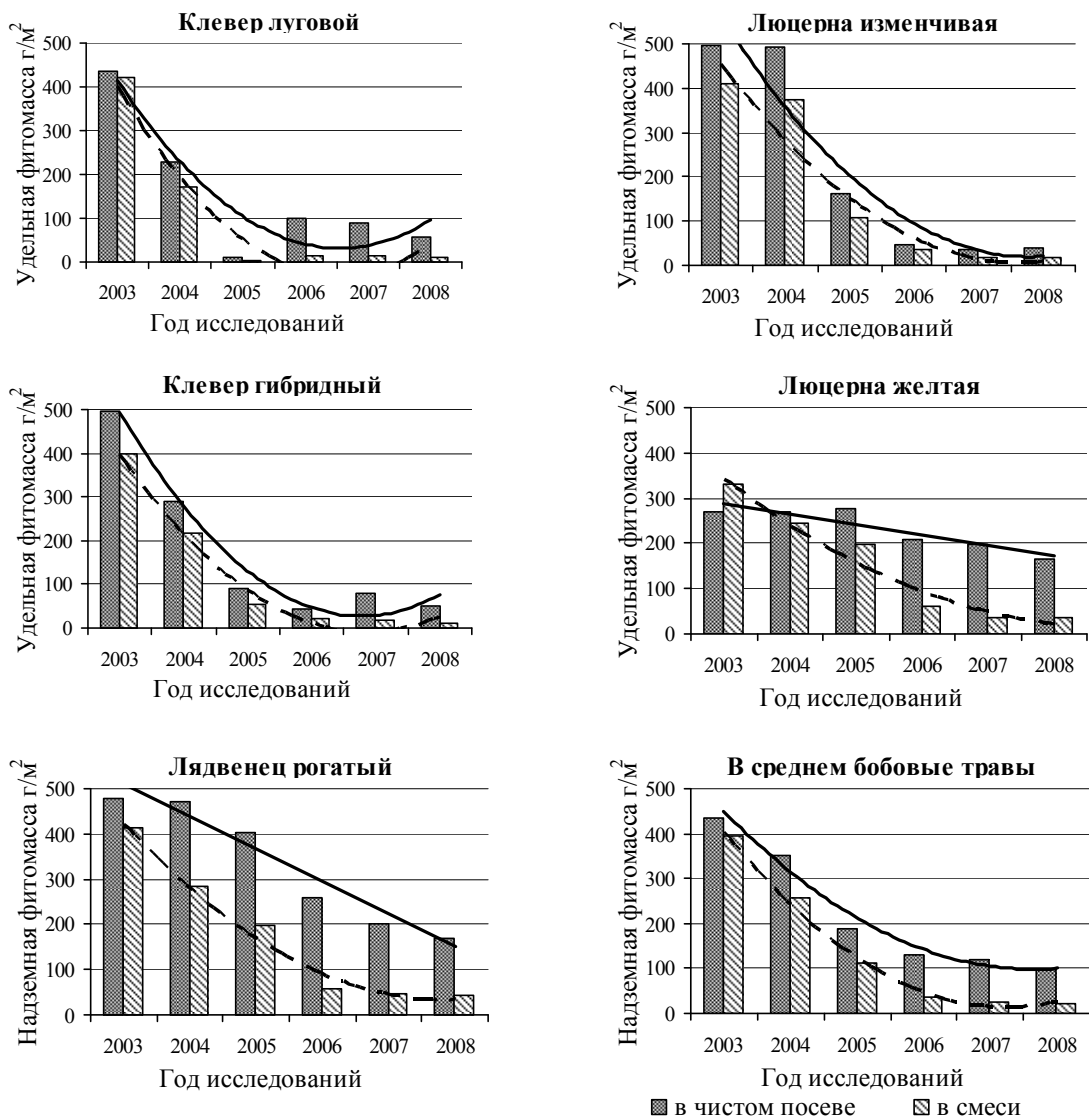 Клевер луговой
Удельная фитомасса г/м²
500
400
300
200
100
0
2003 2004 2005 2006 2007 2008
Год исследований
Люцерна изменчивая
Удельная фитомасса г/м²
500
400
300
200
100
0
2003 2004 2005 2006 2007 2008
Год исследований
Клевер гибридный
Удельная фитомасса г/м²
500
400
300
200
100
0
2003 2004 2005 2006 2007 2008
Год исследований
Люцерна желтая
Удельная фитомасса г/м²
500
400
300
200
100
0
2003 2004 2005 2006 2007 2008
Год исследований
Лядвенец рогатый
Надземная фитомасса г/м²
500
400
300
200
100
0
2003 2004 2005 2006 2007 2008
Год исследований
В среднем бобовые травы
Надземная фитомасса г/м²
500
400
300
200
100
0
2003 2004 2005 2006 2007 2008
Год исследований
в чистом посеве в смеси